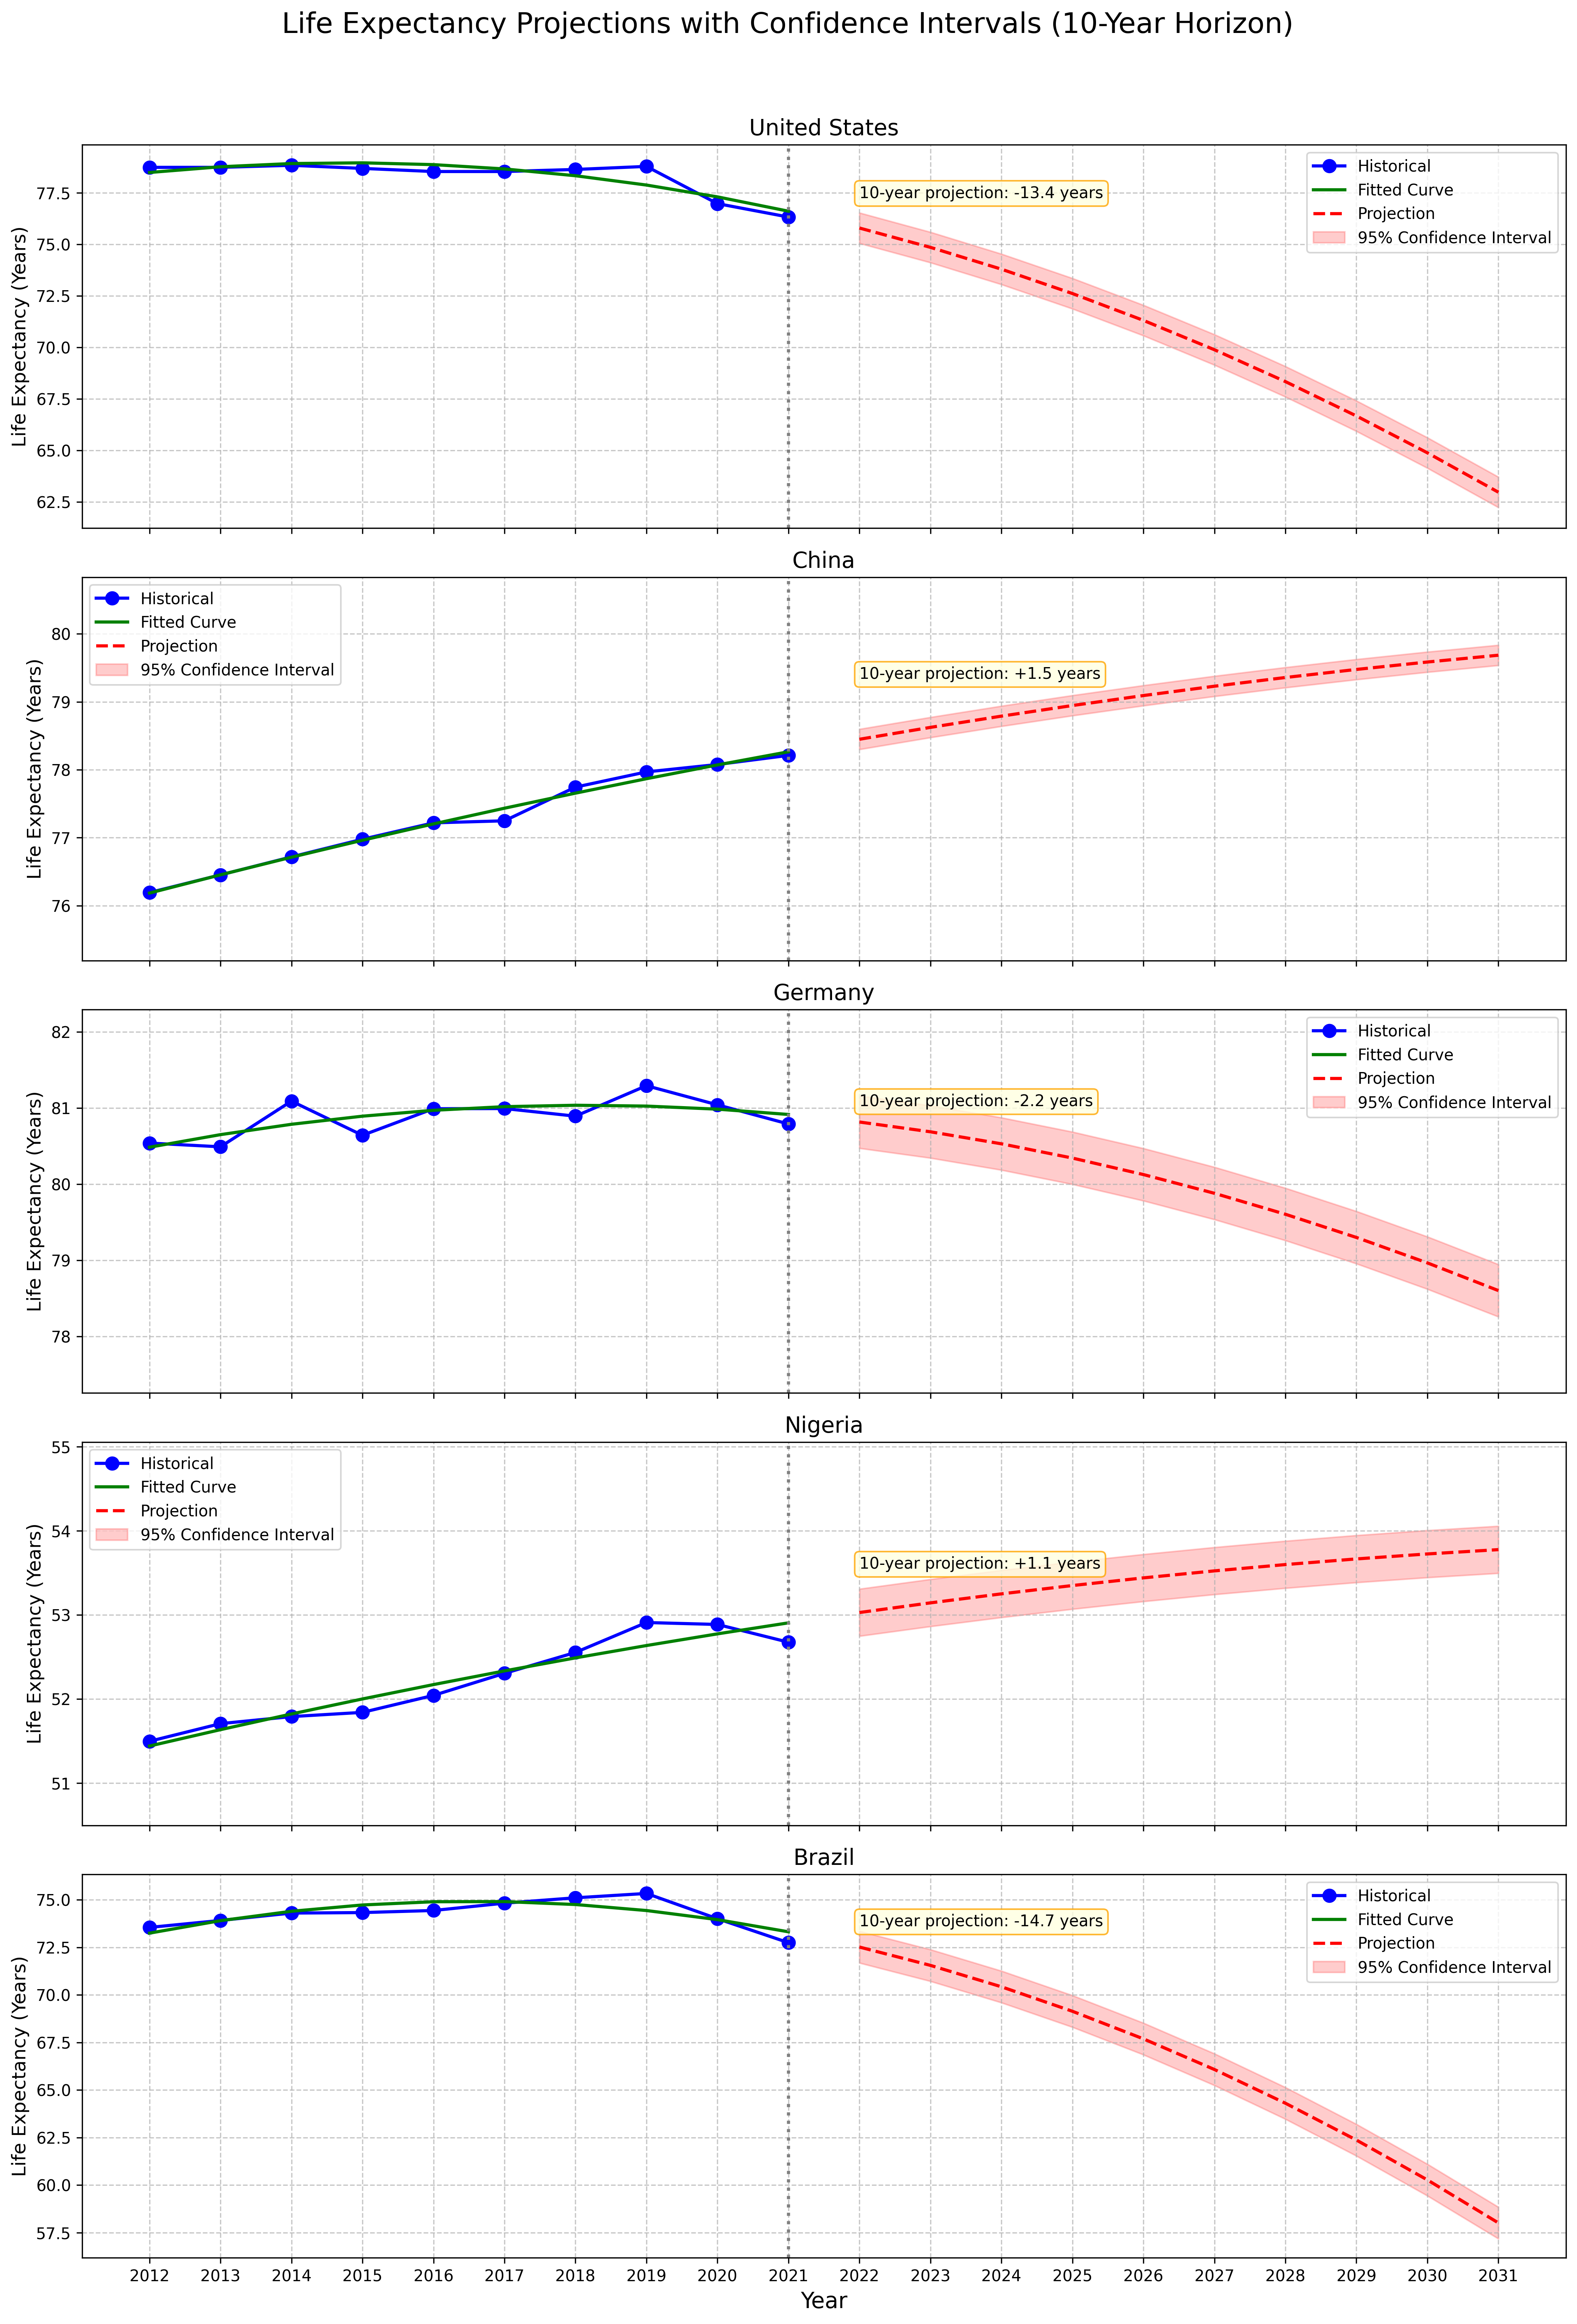 Life Expectancy Projections with Confidence Intervals (10-Year Horizon)
United States
Life Expectancy (Years)
77.5
75.0
72.5
70.0
67.5
65.0
62.5
10-year projection: -13.4 years
Historical
Fitted Curve
Projection
95% Confidence Interval
China
Life Expectancy (Years)
80
79
78
77
76
Historical
Fitted Curve
Projection
95% Confidence Interval
10-year projection: +1.5 years
Germany
Life Expectancy (Years)
82
81
80
79
78
10-year projection: -2.2 years
Historical
Fitted Curve
Projection
95% Confidence Interval
Nigeria
Life Expectancy (Years)
55
54
53
52
51
Historical
Fitted Curve
Projection
95% Confidence Interval
10-year projection: +1.1 years
Brazil
Life Expectancy (Years)
75.0
72.5
70.0
67.5
65.0
62.5
60.0
57.5
10-year projection: -14.7 years
Historical
Fitted Curve
Projection
95% Confidence Interval
2012 2013 2014 2015 2016 2017 2018 2019 2020 2021 2022 2023 2024 2025 2026 2027 2028 2029 2030 2031
Year